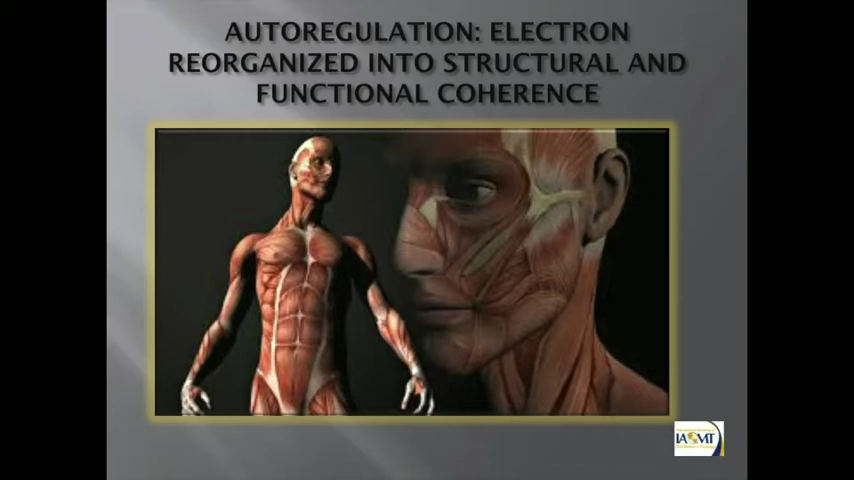 AUTOREGULATION: ELECTRON
REORGANIZED INTO STRUCTURAL AND
FUNCTIONAL COHERENCE
IAOMT